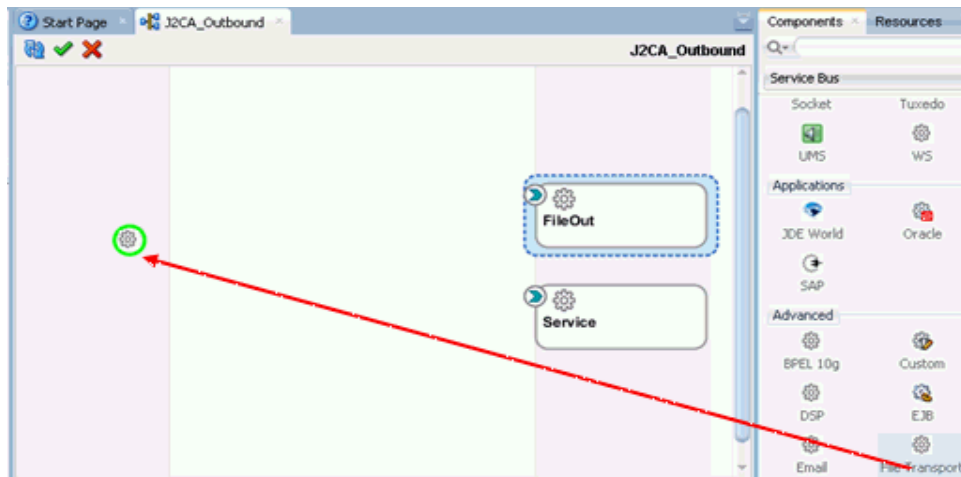 Start Page
J2CA_Outbound
J2CA_Outbound
FileOut
Service
Components
Resources
Service Bus
Socket
Tuxedo
UMS
WS
Applications
JDE World
Oracle
SAP
Advanced
BPEL 10g
Custom
DSP
EJB
Email
File Transport